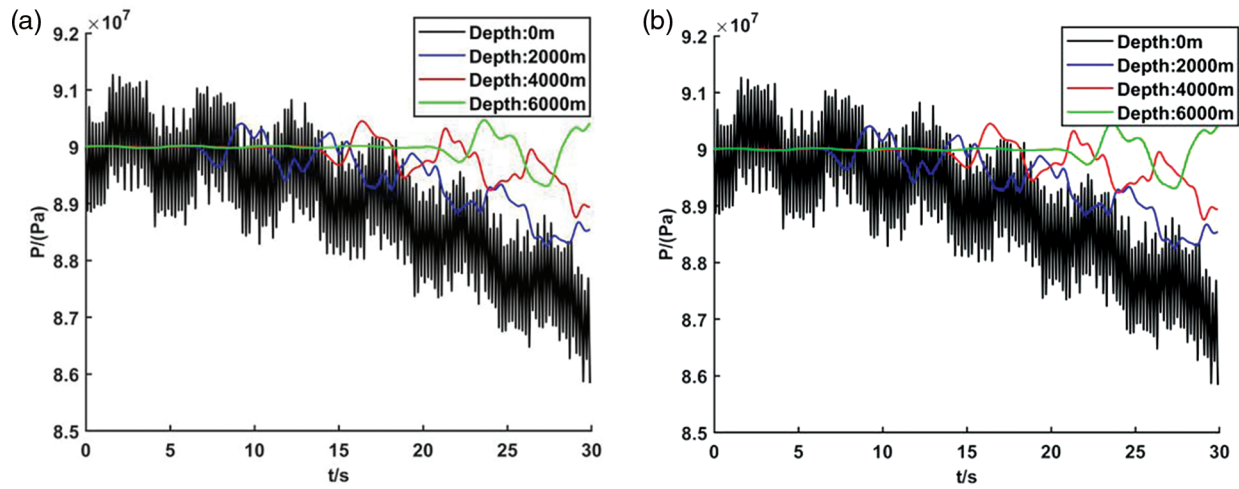 (a)
×10⁷
9.2
9.1
9
8.9
8.8
8.7
8.6
8.5
P/(Pa)
0 5 10 15 20 25 30
t/s
Depth:0m
Depth:2000m
Depth:4000m
Depth:6000m
(b)
×10⁷
9.2
9.1
9
8.9
8.8
8.7
8.6
8.5
P/(Pa)
0 5 10 15 20 25 30
t/s
Depth:0m
Depth:2000m
Depth:4000m
Depth:6000m